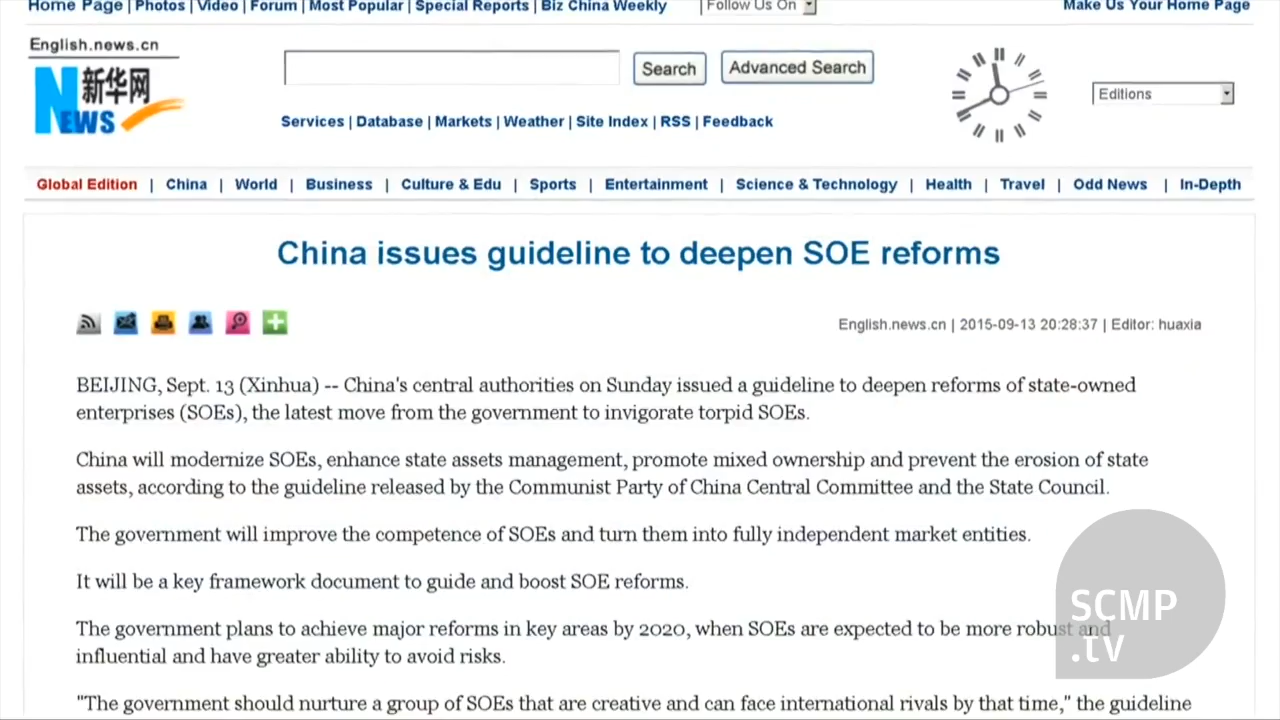 Home Page | Photos | Video | Forum | Most Popular | Special Reports | Biz China Weekly
Follow Us On
Make Us Your Home Page
English.news.cn
新华网
NEWS
Search
Advanced Search
Editions
Services | Database | Markets | Weather | Site Index | RSS | Feedback
Global Edition | China | World | Business | Culture & Edu | Sports | Entertainment | Science & Technology | Health | Travel | Odd News | In-Depth
China issues guideline to deepen SOE reforms
English.news.cn | 2015-09-13 20:28:37 | Editor: huaxia
BEIJING, Sept. 13 (Xinhua) -- China's central authorities on Sunday issued a guideline to deepen reforms of state-owned
enterprises (SOEs), the latest move from the government to invigorate torpid SOEs.
China will modernize SOEs, enhance state assets management, promote mixed ownership and prevent the erosion of state
assets, according to the guideline released by the Communist Party of China Central Committee and the State Council.
The government will improve the competence of SOEs and turn them into fully independent market entities.
It will be a key framework document to guide and boost SOE reforms.
The government plans to achieve major reforms in key areas by 2020, when SOEs are expected to be more robust and
influential and have greater ability to avoid risks.
"The government should nurture a group of SOEs that are creative and can face international rivals by that time," the guideline
SCMP
.tv